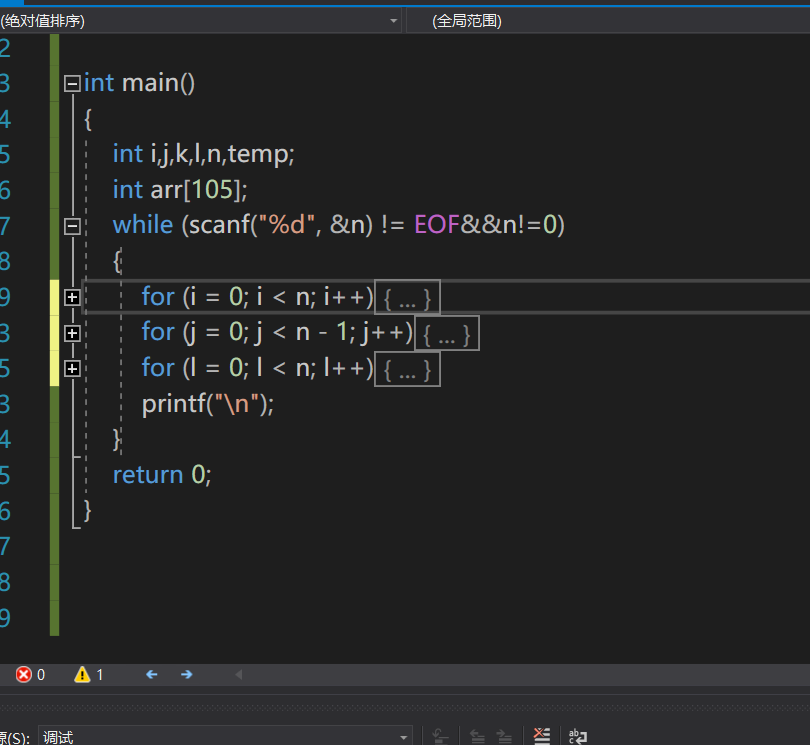 (绝对值排序) (全局范围)
2
3 int main()
4 {
5 int i,j,k,l,n,temp;
6 int arr[105];
7 while (scanf("%d", &n) != EOF&&n!=0)
8 {
9 for (i = 0; i < n; i++){ ... }
3 for (j = 0; j < n - 1; j++){ ... }
5 for (l = 0; l < n; l++){ ... }
3 printf("\n");
4 }
5 return 0;
6 }
7
8
9
0 1
源(S): 调试